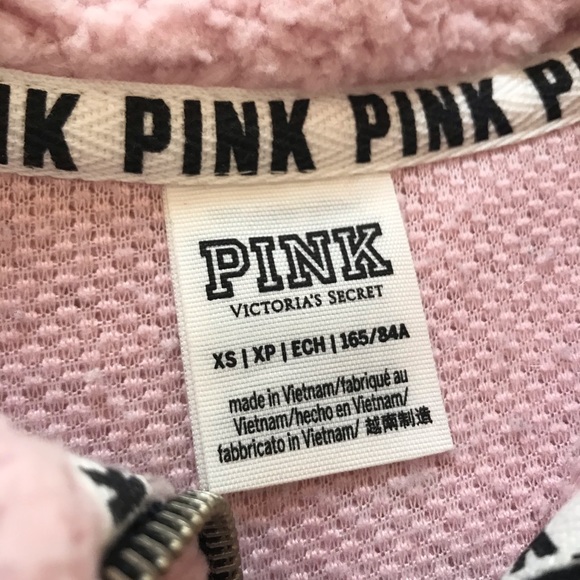 PINK PINK PINK
PINK
VICTORIA'S SECRET
XS | XP | ECH | 165/84A
made in Vietnam/fabriqué au
Vietnam/hecho en Vietnam/
fabbricato in Vietnam/ 越南制造